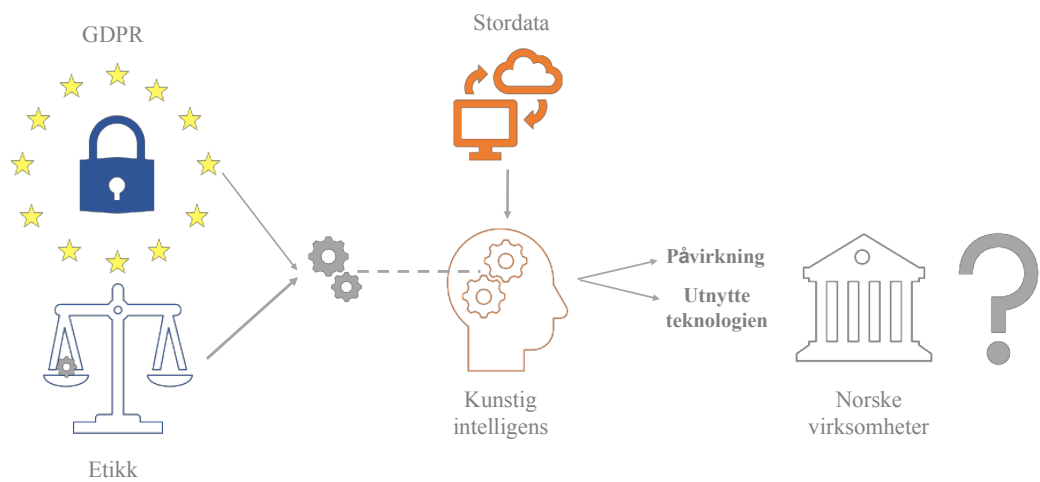 GDPR
Stordata
Påvirkning
Utnytte
teknologien
Kunstig
intelligens
Norske
virksomheter
Etikk